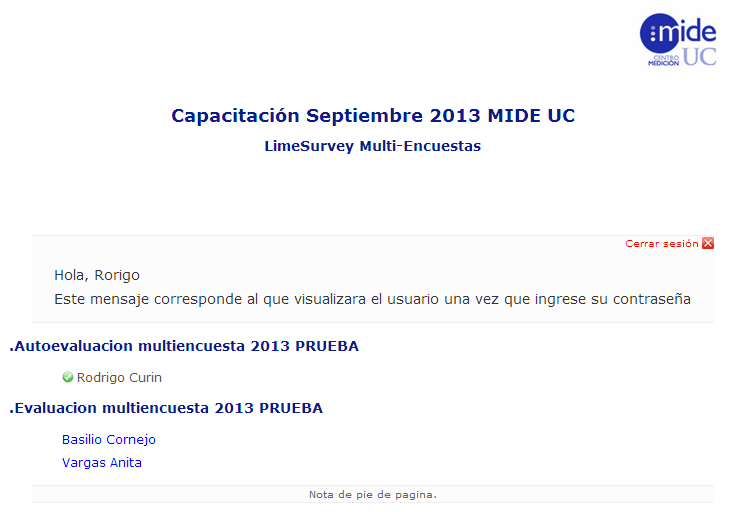 :mide
CENTRO
MEDICIÓN UC
Capacitación Septiembre 2013 MIDE UC
LimeSurvey Multi-Encuestas
Cerrar sesión
Hola, Rorigo
Este mensaje corresponde al que visualizara el usuario una vez que ingrese su contraseña
.Autoevaluacion multiencuesta 2013 PRUEBA
Rodrigo Curin
.Evaluacion multiencuesta 2013 PRUEBA
Basilio Cornejo
Vargas Anita
Nota de pie de pagina.